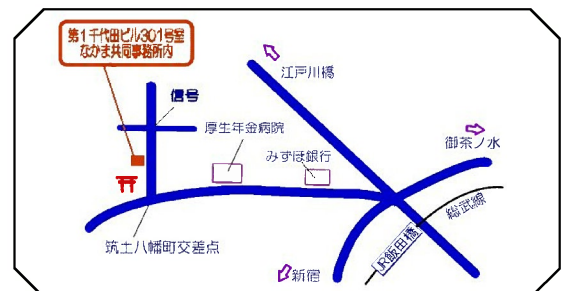 第1千代田ビル301号室
なかま共同事務所内
江戸川橋
信号
厚生年金病院
御茶ノ水
みずほ銀行
総武線
筑土八幡町交差点
JR飯田橋
新宿